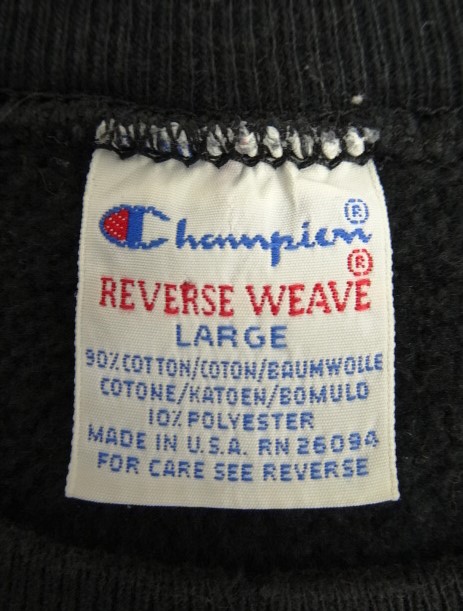 Champion®
REVERSE WEAVE®
LARGE
90% COTTON/COTON/BAUMWOLLE
COTONE/KATOEN/BOMULD
10% POLYESTER
MADE IN U.S.A. RN 26094
FOR CARE SEE REVERSE